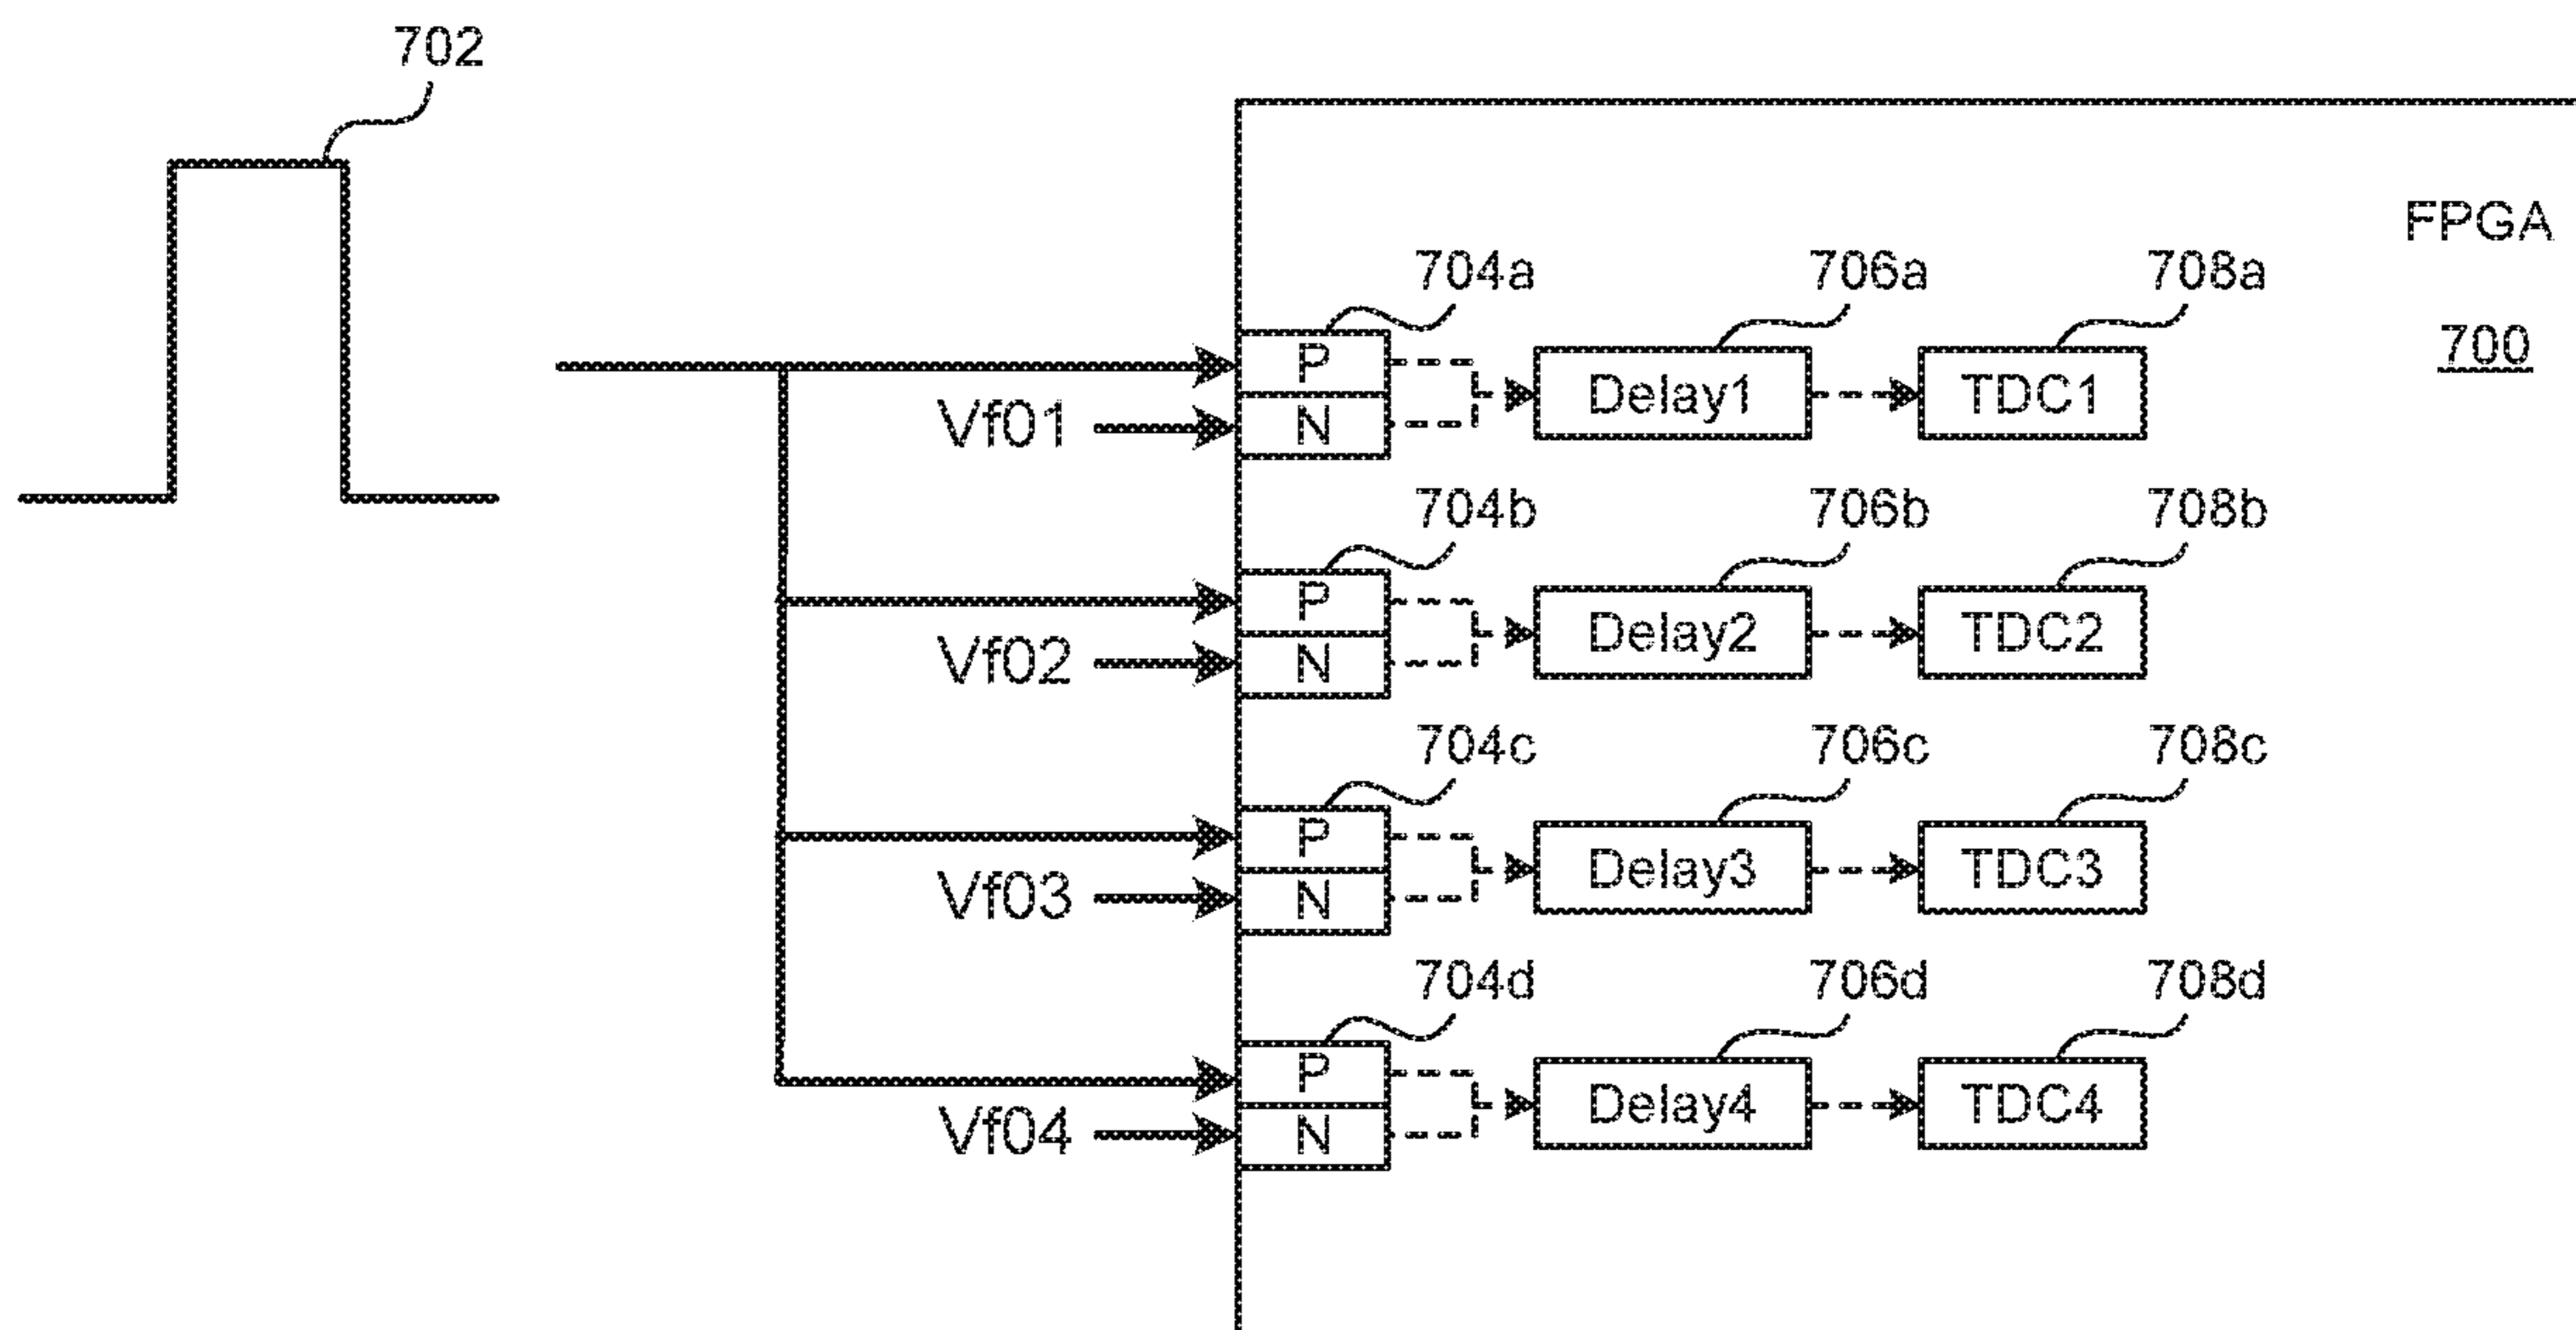 702
FPGA
700
704a 706a 708a
P
Vf01 N Delay1 TDC1
704b 706b 708b
P
Vf02 N Delay2 TDC2
704c 706c 708c
P
Vf03 N Delay3 TDC3
704d 706d 708d
P
Vf04 N Delay4 TDC4